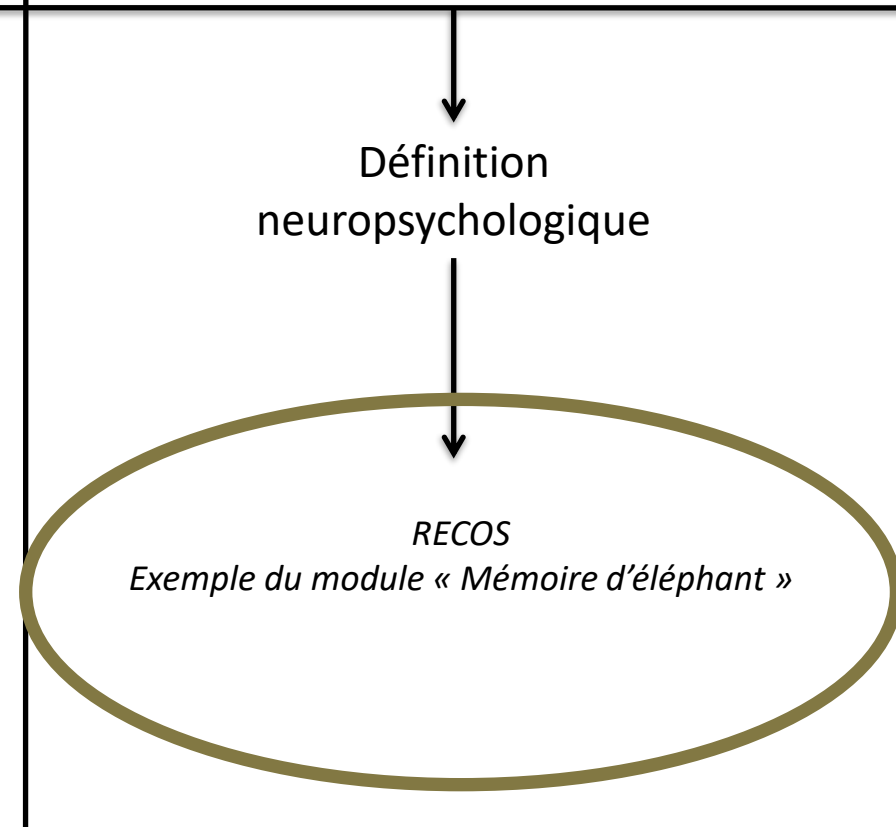 Définition
neuropsychologique
RECOS
Exemple du module « Mémoire d’éléphant »